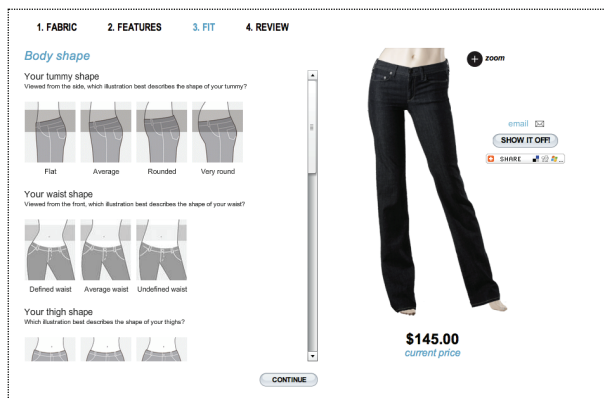 1. FABRIC 2. FEATURES 3. FIT 4. REVIEW
Body shape
Your tummy shape
Viewed from the side, which illustration best describes the shape of your tummy?
Flat Average Rounded Very round
Your waist shape
Viewed from the front, which illustration best describes the shape of your waist?
Defined waist Average waist Undefined waist
Your thigh shape
Which illustration best describes the shape of your thighs?
CONTINUE
zoom
email
SHOW IT OFF!
SHARE
$145.00
current price